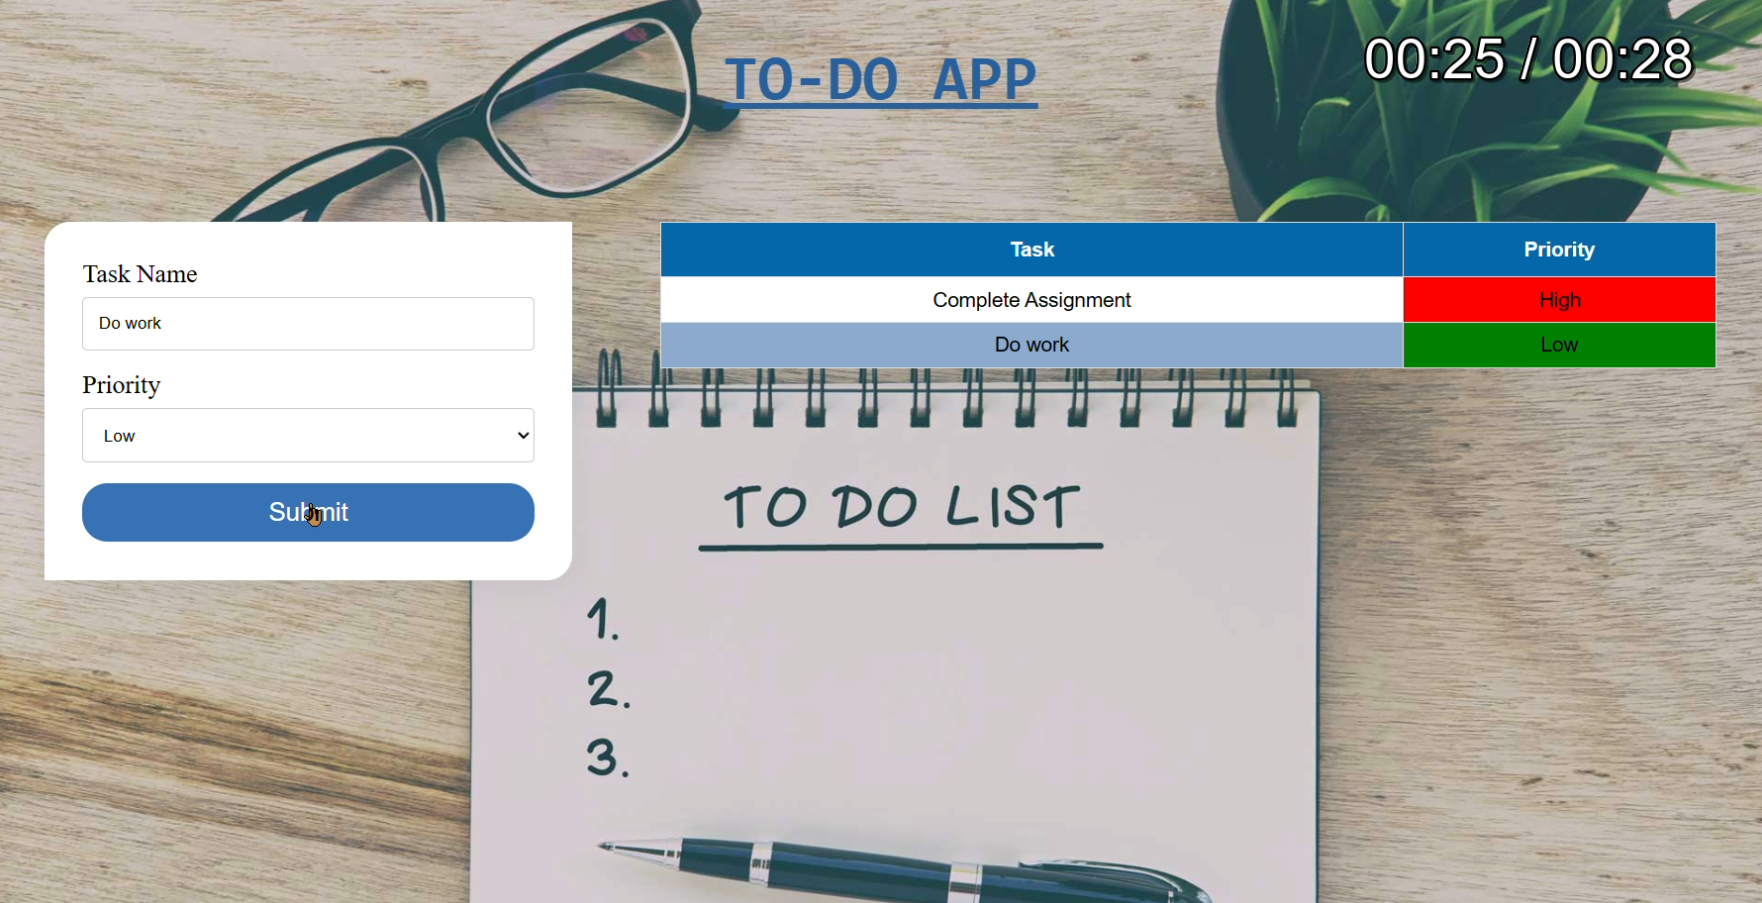 TO-DO APP
00:25 / 00:28
Task Name
Do work
Priority
Low
Submit
Task Priority
Complete Assignment High
Do work Low
TO DO LIST
1.
2.
3.